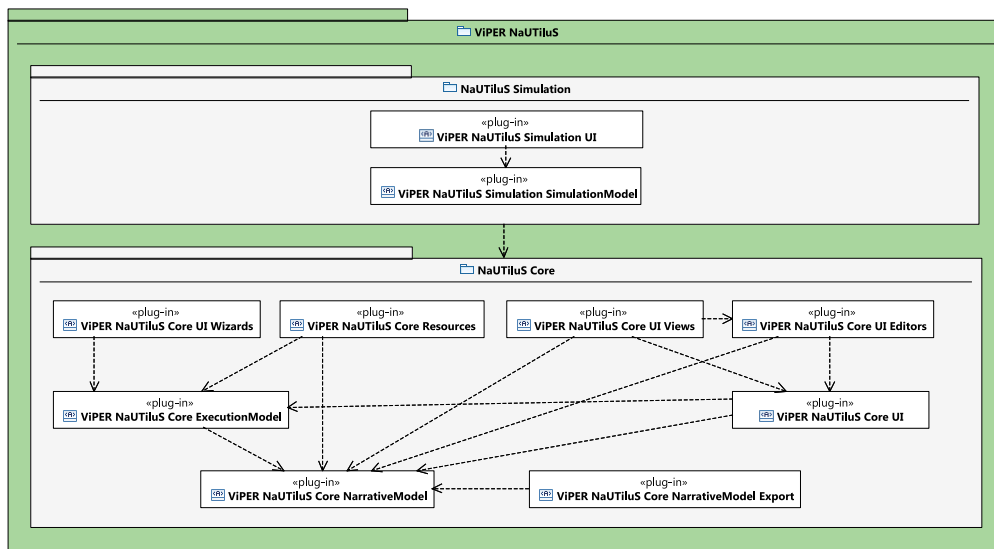 ViPER NaUTiluS
NaUTiluS Simulation
«plug-in»
ViPER NaUTiluS Simulation UI
«plug-in»
ViPER NaUTiluS Simulation SimulationModel
NaUTiluS Core
«plug-in»
ViPER NaUTiluS Core UI Wizards
«plug-in»
ViPER NaUTiluS Core Resources
«plug-in»
ViPER NaUTiluS Core UI Views
«plug-in»
ViPER NaUTiluS Core UI Editors
«plug-in»
ViPER NaUTiluS Core ExecutionModel
«plug-in»
ViPER NaUTiluS Core UI
«plug-in»
ViPER NaUTiluS Core NarrativeModel
«plug-in»
ViPER NaUTiluS Core NarrativeModel Export